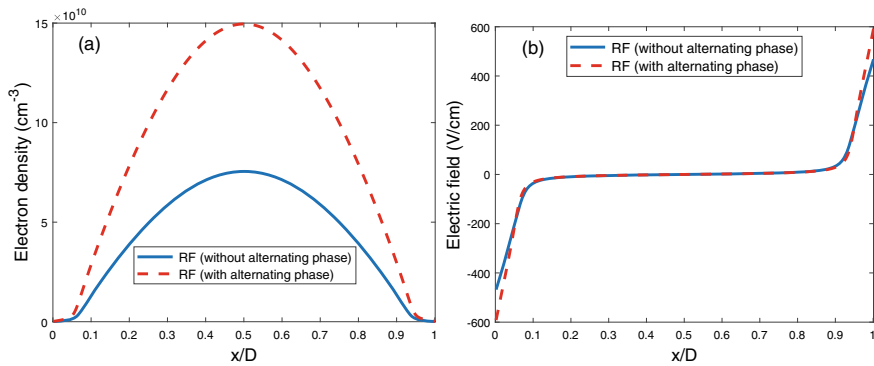 15 ×10¹⁰
(a)
RF (without alternating phase)
RF (with alternating phase)
10
5
0
0 0.1 0.2 0.3 0.4 0.5 0.6 0.7 0.8 0.9 1
x/D
Electron density (cm⁻³)
600
(b)
RF (without alternating phase)
RF (with alternating phase)
400
200
0
-200
-400
-600
0 0.1 0.2 0.3 0.4 0.5 0.6 0.7 0.8 0.9 1
x/D
Electric field (V/cm)